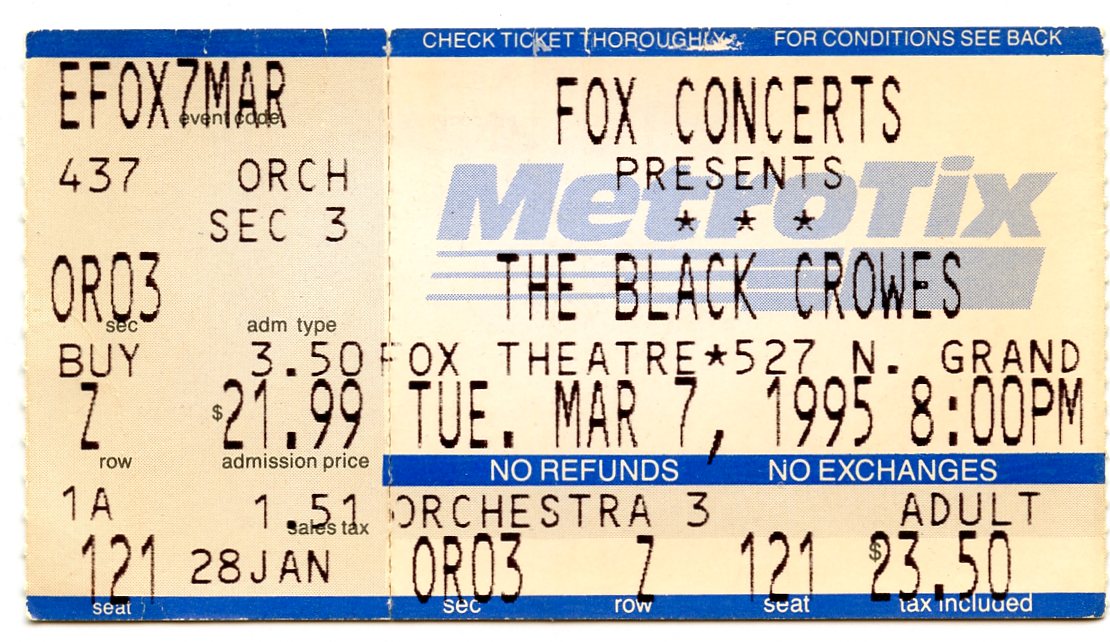 CHECK TICKET THOROUGHLY FOR CONDITIONS SEE BACK
EFOX7MAR
event code
437 ORCH
SEC 3
OR03
sec adm type
BUY 3.50
Z $21.99
row admission price
1A 1.51
sales tax
121 28JAN
seat
FOX CONCERTS
PRESENTS
MetroTix
* * *
THE BLACK CROWES
FOX THEATRE*527 N. GRAND
TUE. MAR 7, 1995 8:00PM
NO REFUNDS NO EXCHANGES
ORCHESTRA 3 ADULT
OR03 Z 121 $23.50
sec row seat tax included